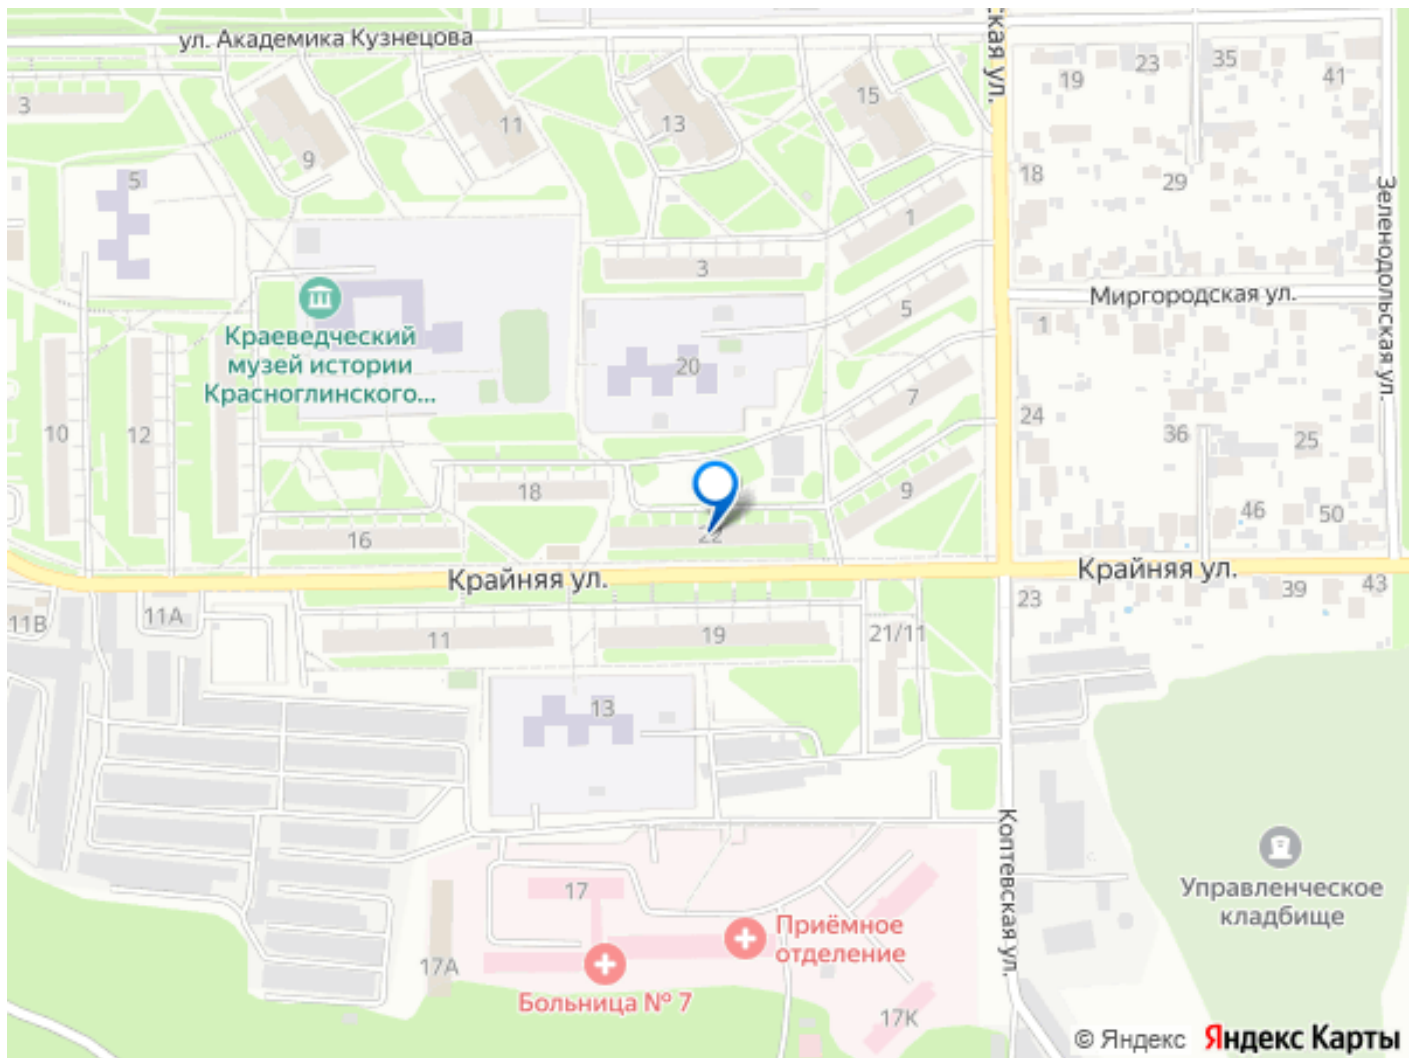 ул. Академика Кузнецова
ская ул.
19
23
35
41
3
9
11
13
15
5
18
29
1
3
Зеленодольская ул.
Миргородская ул.
5
1
Краеведческий
музей истории
Красноглинского...
20
7
24
10
12
36
25
18
9
46
50
16
22
Крайняя ул.
Крайняя ул.
11В
11А
11
19
21/11
23
39
43
13
Коптевская ул.
17
Управленческое
кладбище
Приёмное
отделение
17А
Больница № 7
17К
© Яндекс Яндекс Карты